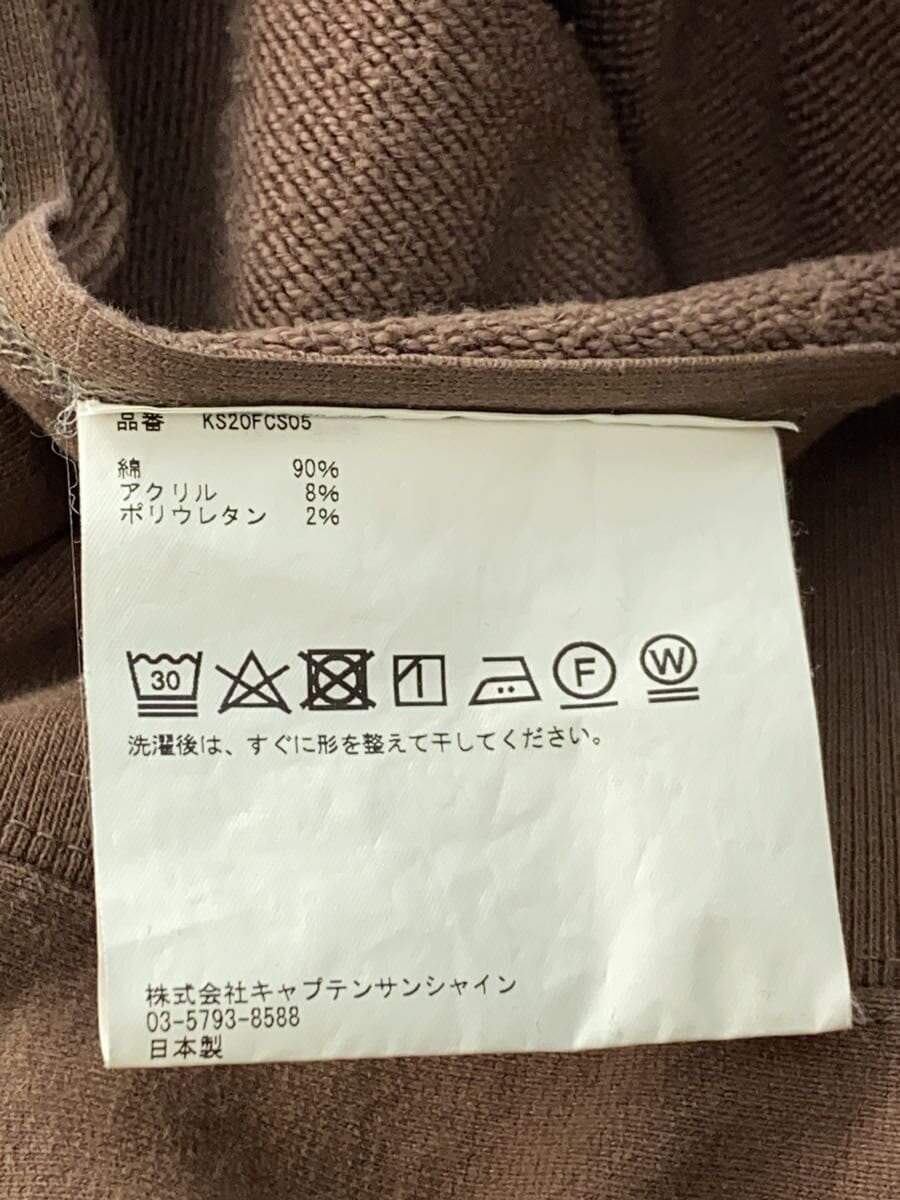 品番 KS20FCS05
綿 90%
アクリル 8%
ポリウレタン 2%
30 F W
洗濯後は、すぐに形を整えて干してください。
株式会社キャプテンサンシャイン
03-5793-8588
日本製